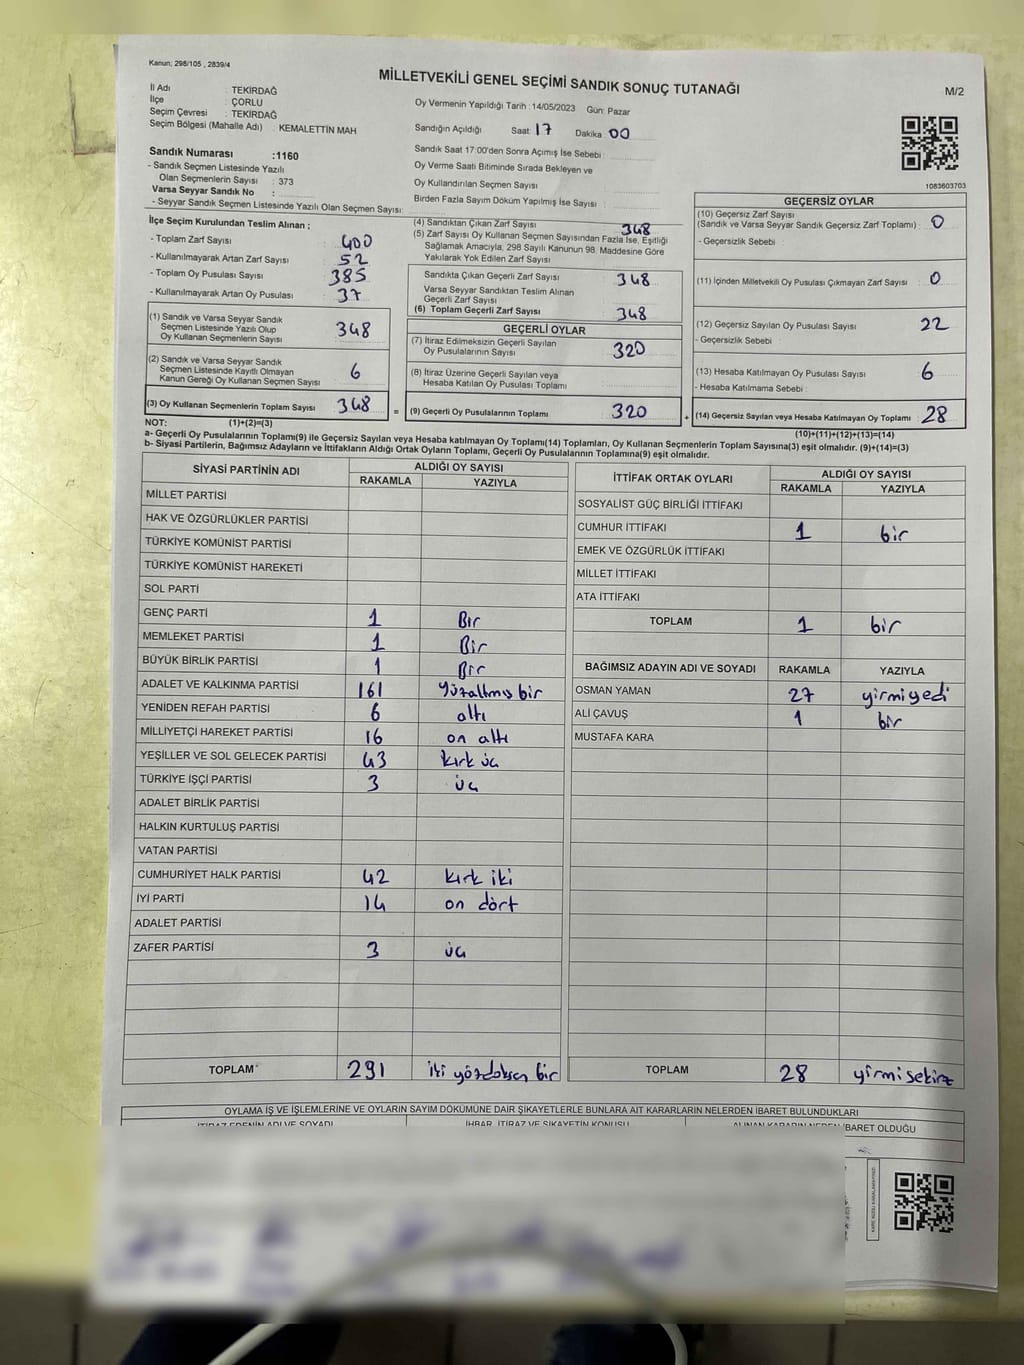 Kanun; 298/105 , 2839/4
MİLLETVEKİLİ GENEL SEÇİMİ SANDIK SONUÇ TUTANAĞI
M/2
İl Adı : TEKİRDAĞ
İlçe : ÇORLU
Seçim Çevresi : TEKİRDAĞ
Seçim Bölgesi (Mahalle Adı) : KEMALETTİN MAH
Oy Vermenin Yapıldığı Tarih : 14/05/2023 Gün: Pazar
Sandığın Açıldığı Saat: 17 Dakika 00
Sandık Saat 17:00'den Sonra Açımış İse Sebebi :
Oy Verme Saati Bitiminde Sırada Bekleyen ve
Oy Kullandırılan Seçmen Sayısı
Birden Fazla Sayım Döküm Yapılmış İse Sayısı :
1083603703
Sandık Numarası :1160
- Sandık Seçmen Listesinde Yazılı
Olan Seçmenlerin Sayısı : 373
Varsa Seyyar Sandık No :
- Seyyar Sandık Seçmen Listesinde Yazılı Olan Seçmen Sayısı:
İlçe Seçim Kurulundan Teslim Alınan ;
- Toplam Zarf Sayısı 400
- Kullanılmayarak Artan Zarf Sayısı 52
- Toplam Oy Pusulası Sayısı 385
- Kullanılmayarak Artan Oy Pusulası 37
(1) Sandık ve Varsa Seyyar Sandık
Seçmen Listesinde Yazılı Olup
Oy Kullanan Seçmenlerin Sayısı 348
(2) Sandık ve Varsa Seyyar Sandık
Seçmen Listesinde Kayıtlı Olmayan
Kanun Gereği Oy Kullanan Seçmen Sayısı 6
(3) Oy Kullanan Seçmenlerin Toplam Sayısı 348
(4) Sandıktan Çıkan Zarf Sayısı 348
(5) Zarf Sayısı Oy Kullanan Seçmen Sayısından Fazla İse, Eşitliği
Sağlamak Amacıyla, 298 Sayılı Kanunun 98. Maddesine Göre
Yakılarak Yok Edilen Zarf Sayısı
Sandıkta Çıkan Geçerli Zarf Sayısı 348
Varsa Seyyar Sandıktan Teslim Alınan
Geçerli Zarf Sayısı
(6) Toplam Geçerli Zarf Sayısı 348
GEÇERLİ OYLAR
(7) İtiraz Edilmeksizin Geçerli Sayılan
Oy Pusulalarının Sayısı 320
(8) İtiraz Üzerine Geçerli Sayılan veya
Hesaba Katılan Oy Pusulası Toplamı
= (9) Geçerli Oy Pusulalarının Toplamı 320
GEÇERSİZ OYLAR
(10) Geçersiz Zarf Sayısı
(Sandık ve Varsa Seyyar Sandık Geçersiz Zarf Toplamı) : 0
- Geçersizlik Sebebi :
(11) İçinden Milletvekili Oy Pusulası Çıkmayan Zarf Sayısı : 0
(12) Geçersiz Sayılan Oy Pusulası Sayısı 22
- Geçersizlik Sebebi
(13) Hesaba Katılmayan Oy Pusulası Sayısı 6
- Hesaba Katılmama Sebebi :
+ (14) Geçersiz Sayılan veya Hesaba Katılmayan Oy Toplamı : 28
NOT: (1)+(2)=(3) (10)+(11)+(12)+(13)=(14)
a- Geçerli Oy Pusulalarının Toplamı(9) ile Geçersiz Sayılan veya Hesaba katılmayan Oy Toplamı(14) Toplamları, Oy Kullanan Seçmenlerin Toplam Sayısına(3) eşit olmalıdır. (9)+(14)=(3)
b- Siyasi Partilerin, Bağımsız Adayların ve İttifakların Aldığı Ortak Oyların Toplamı, Geçerli Oy Pusulalarının Toplamına(9) eşit olmalıdır.
SİYASİ PARTİNİN ADI ALDIĞI OY SAYISI
RAKAMLA YAZIYLA
MİLLET PARTİSİ
HAK VE ÖZGÜRLÜKLER PARTİSİ
TÜRKİYE KOMÜNİST PARTİSİ
TÜRKİYE KOMÜNİST HAREKETİ
SOL PARTİ
GENÇ PARTİ 1 Bir
MEMLEKET PARTİSİ 1 Bir
BÜYÜK BİRLİK PARTİSİ 1 Bir
ADALET VE KALKINMA PARTİSİ 161 yüzaltmış bir
YENİDEN REFAH PARTİSİ 6 altı
MİLLİYETÇİ HAREKET PARTİSİ 16 on altı
YEŞİLLER VE SOL GELECEK PARTİSİ 43 kırk üç
TÜRKİYE İŞÇİ PARTİSİ 3 üç
ADALET BİRLİK PARTİSİ
HALKIN KURTULUŞ PARTİSİ
VATAN PARTİSİ
CUMHURİYET HALK PARTİSİ 42 kırk iki
İYİ PARTİ 14 on dört
ADALET PARTİSİ
ZAFER PARTİSİ 3 üç
TOPLAM 291 iki yüzdoksan bir
İTTİFAK ORTAK OYLARI ALDIĞI OY SAYISI
RAKAMLA YAZIYLA
SOSYALİST GÜÇ BİRLİĞİ İTTİFAKI
CUMHUR İTTİFAKI 1 bir
EMEK VE ÖZGÜRLÜK İTTİFAKI
MİLLET İTTİFAKI
ATA İTTİFAKI
TOPLAM 1 bir
BAĞIMSIZ ADAYIN ADI VE SOYADI RAKAMLA YAZIYLA
OSMAN YAMAN 27 yirmi yedi
ALİ ÇAVUŞ 1 bir
MUSTAFA KARA
TOPLAM 28 yirmi sekiz
OYLAMA İŞ VE İŞLEMLERİNE VE OYLARIN SAYIM DÖKÜMÜNE DAİR ŞİKAYETLERLE BUNLARA AİT KARARLARIN NELERDEN İBARET BULUNDUKLARI
İTİRAZ EDENİN ADI VE SOYADI İHBAR, İTİRAZ VE ŞİKAYETİN KONUSU ALINAN KARARIN NEDEN İBARET OLDUĞU